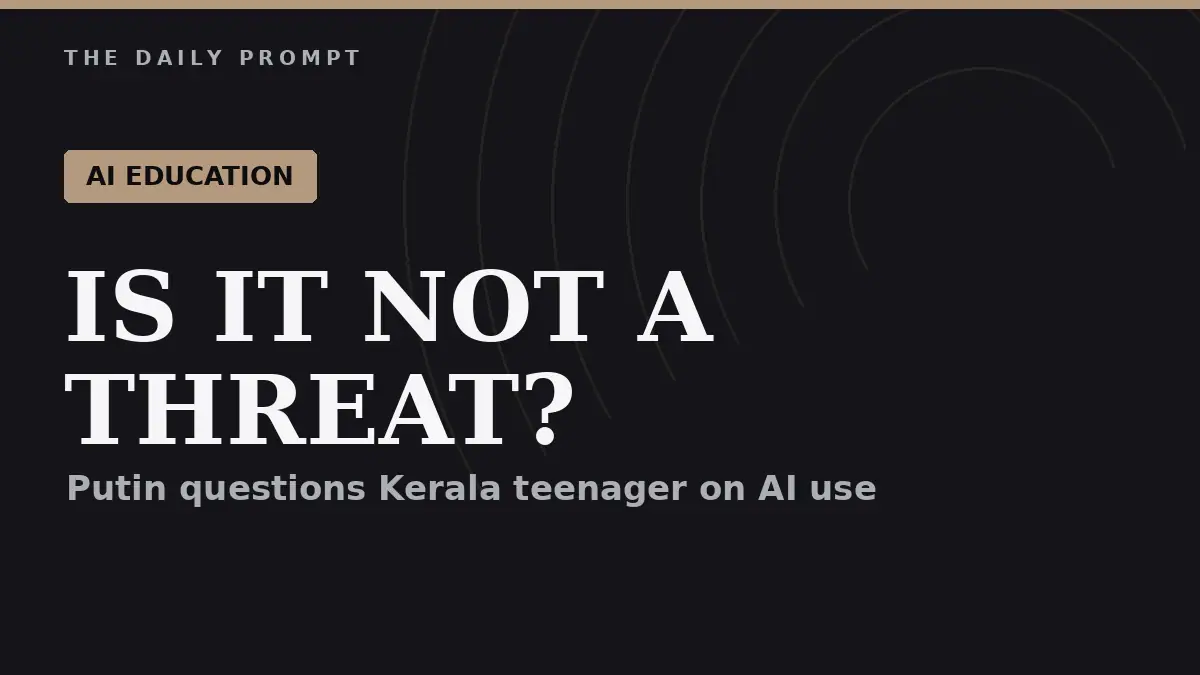 THE DAILY PROMPT
AI EDUCATION
IS IT NOT A
THREAT?
Putin questions Kerala teenager on AI use